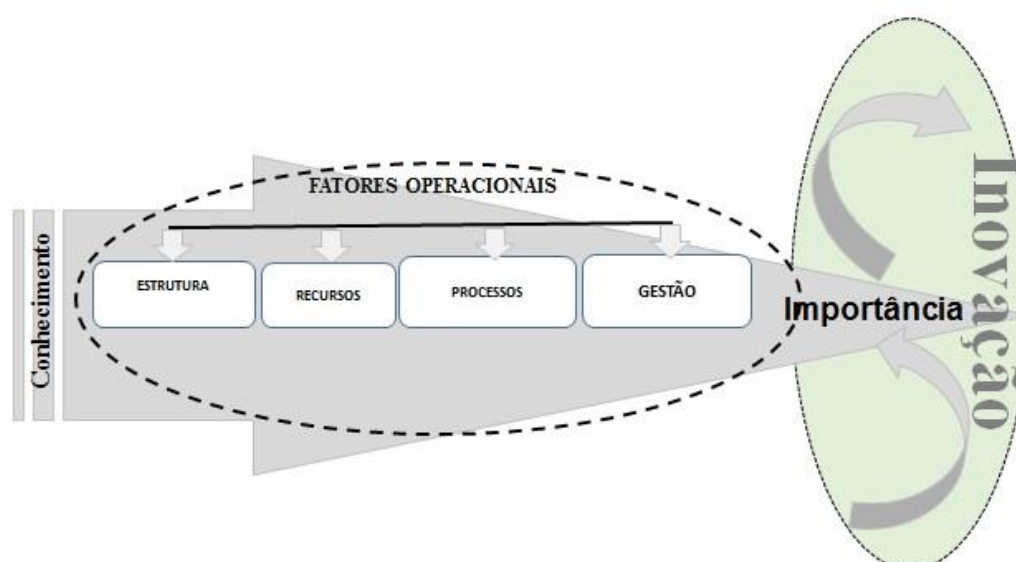 Conhecimento
FATORES OPERACIONAIS
ESTRUTURA
RECURSOS
PROCESSOS
GESTÃO
Importância
Inovação